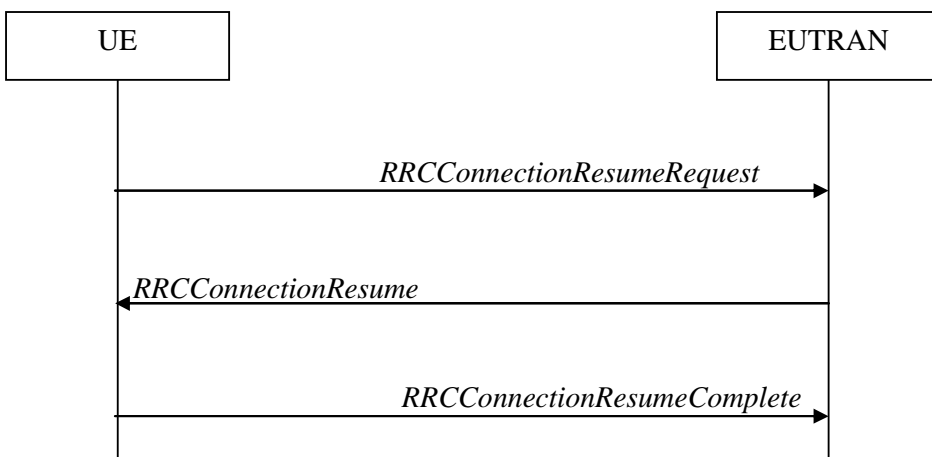 UE
EUTRAN
RRCConnectionResumeRequest
RRCConnectionResume
RRCConnectionResumeComplete